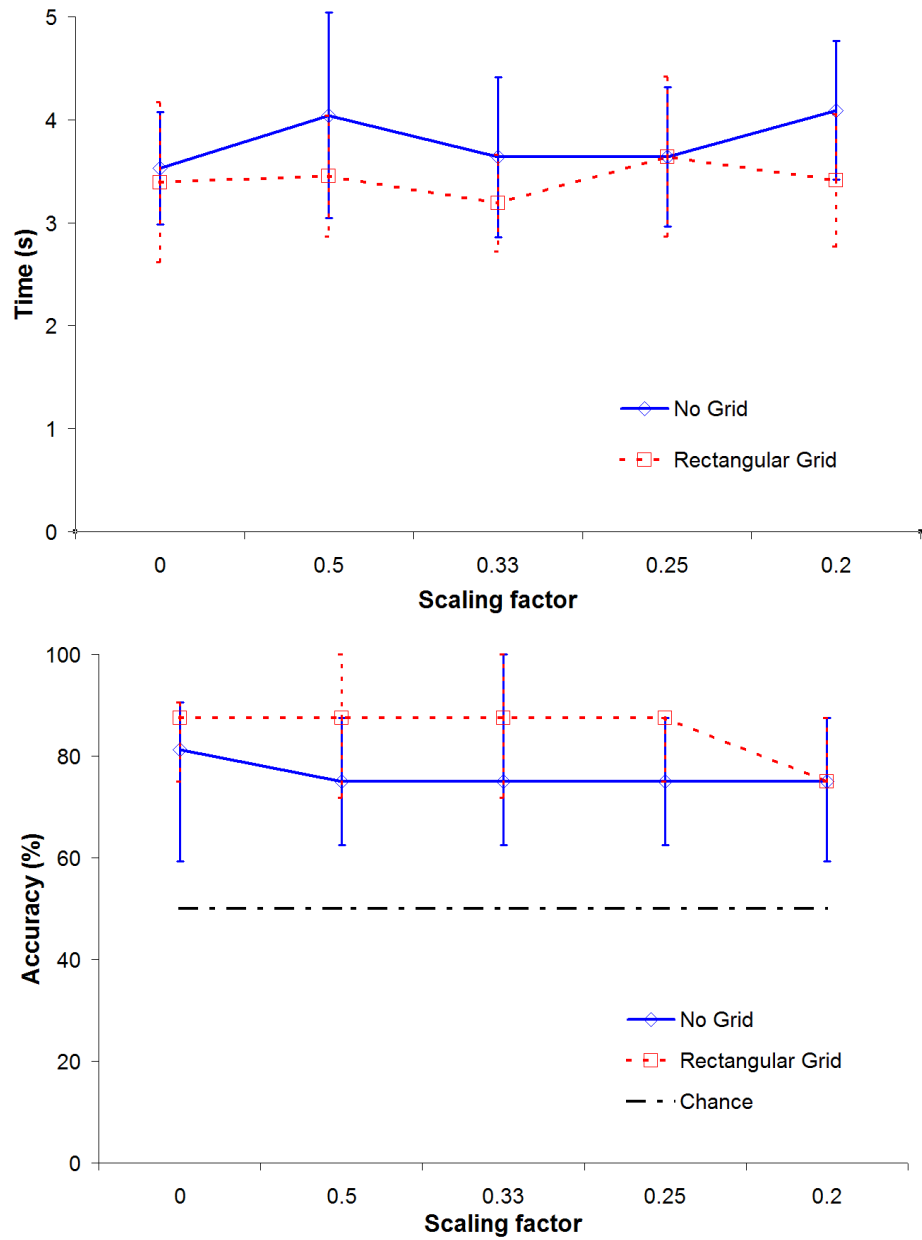 5
4
3
2
1
0
Time (s)
No Grid
Rectangular Grid
0 0.5 0.33 0.25 0.2
Scaling factor
100
80
60
40
20
0
Accuracy (%)
No Grid
Rectangular Grid
Chance
0 0.5 0.33 0.25 0.2
Scaling factor